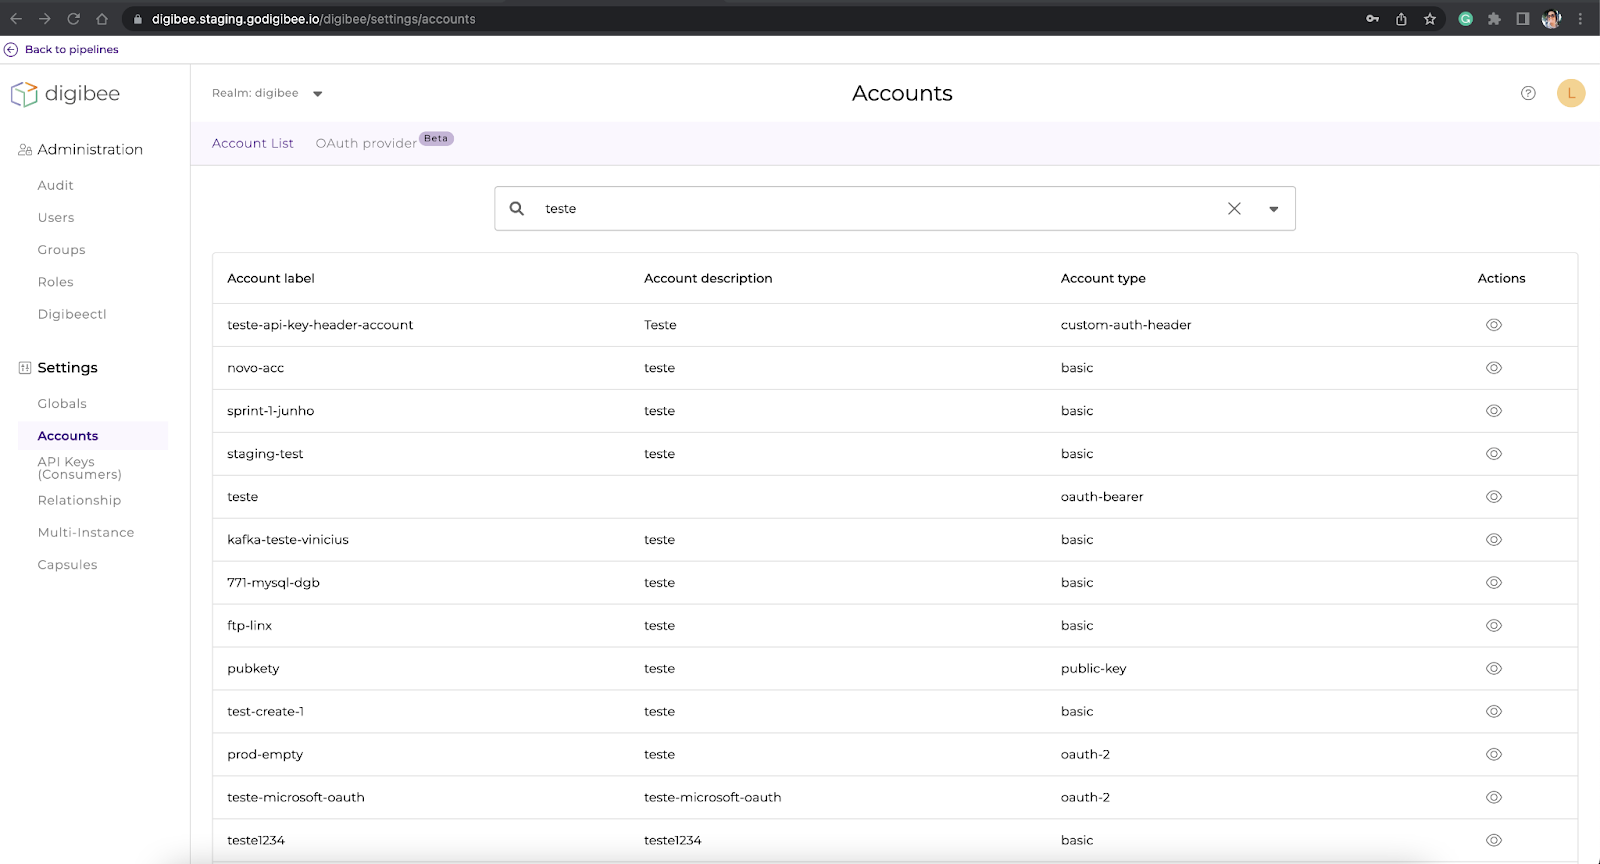 digibee.staging.godigibee.io/digibee/settings/accounts
Back to pipelines
digibee
Realm: digibee
Accounts
L
Account List
OAuth provider
Beta
Administration
Audit
Users
Groups
Roles
Digibeectl
Settings
Globals
Accounts
API Keys
(Consumers)
Relationship
Multi-Instance
Capsules
teste
Account label Account description Account type Actions
teste-api-key-header-account Teste custom-auth-header
novo-acc teste basic
sprint-1-junho teste basic
staging-test teste basic
teste oauth-bearer
kafka-teste-vinicius teste basic
771-mysql-dgb teste basic
ftp-linx teste basic
pubkety teste public-key
test-create-1 teste basic
prod-empty teste oauth-2
teste-microsoft-oauth teste-microsoft-oauth oauth-2
teste1234 teste1234 basic